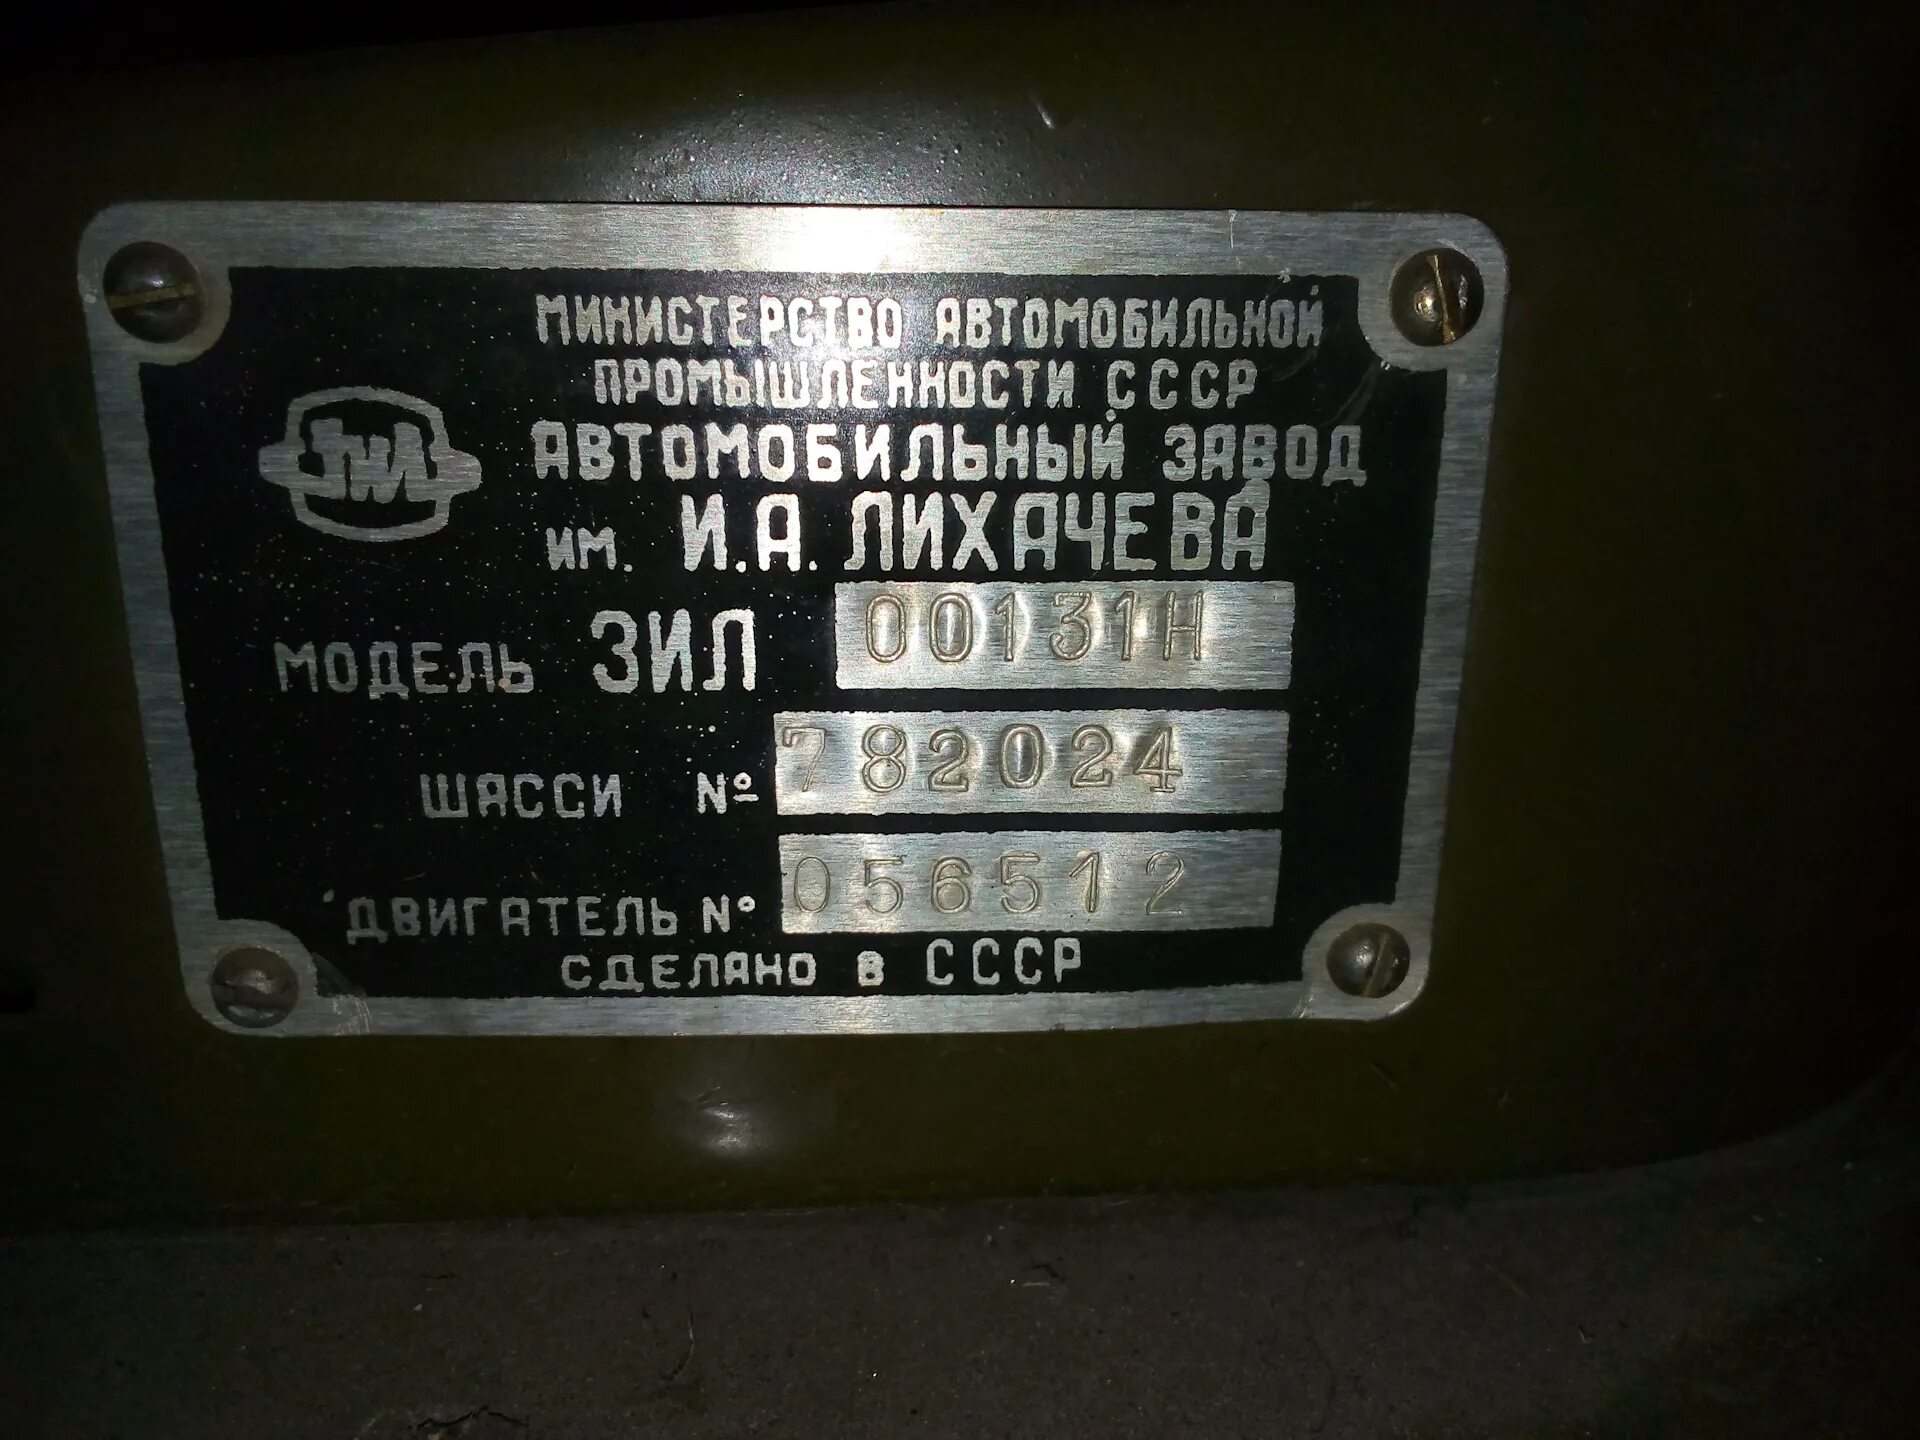 МИНИСТЕРСТВО АВТОМОБИЛЬНОЙ
ПРОМЫШЛЕННОСТИ СССР
ЗИЛ
АВТОМОБИЛЬНЫЙ ЗАВОД
им. И.А. ЛИХАЧЕВА
МОДЕЛЬ ЗИЛ 00131Н
ШАССИ № 782024
ДВИГАТЕЛЬ № 056512
СДЕЛАНО В СССР